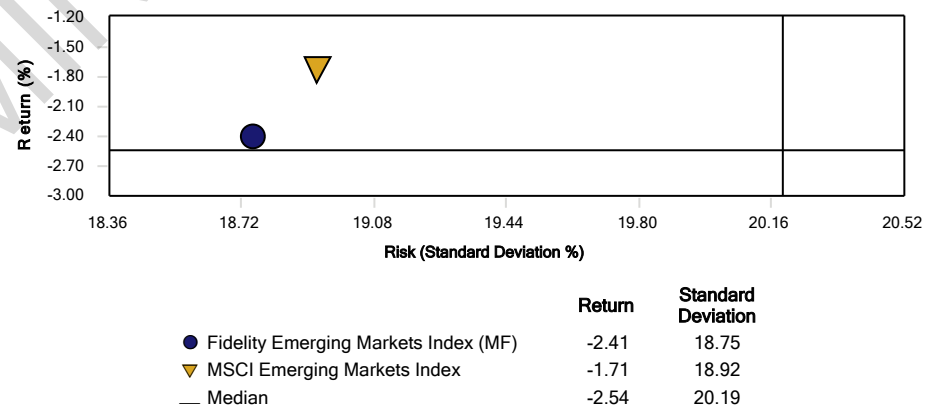 -1.20
-1.50
-1.80
-2.10
-2.40
-2.70
-3.00
Return (%)
18.36 18.72 19.08 19.44 19.80 20.16 20.52
Risk (Standard Deviation %)
Return Standard Deviation
Fidelity Emerging Markets Index (MF) -2.41 18.75
MSCI Emerging Markets Index -1.71 18.92
Median -2.54 20.19